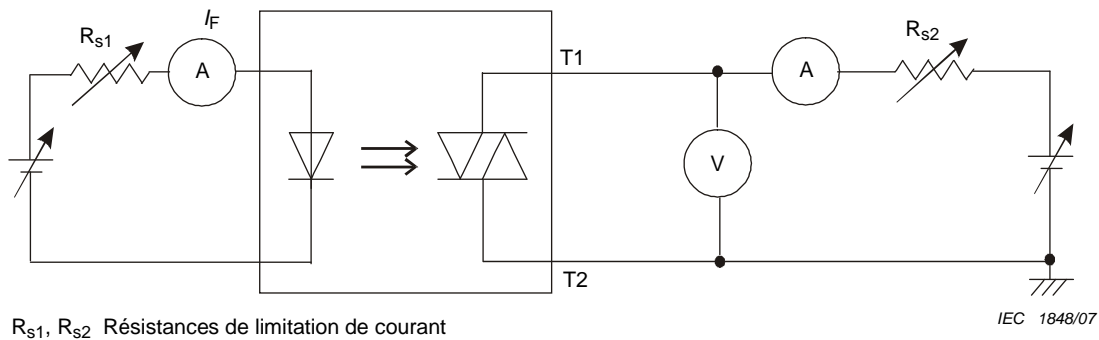 I_F
R_s1
A
T1
A
R_s2
V
T2
R_s1, R_s2 Résistances de limitation de courant
IEC 1848/07